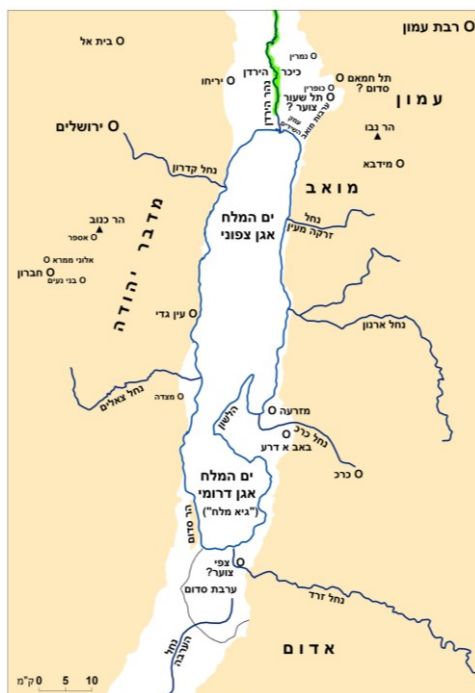 רבת עמון
בית אל
נמרין
יריחו
כיכר
הירדן
נהר הירדן
כופרין
תל חמאם
סדום ?
תל שעור
צוער ?
עמק
השידים
ערבות מואב
עמון
הר נבו
מידבא
ירושלים
נחל קדרון
מואב
ים המלח
אגן צפוני
נחל
זרקה מעין
הר כנוב
אספר
אלוני ממרא
חברון
בני נעים
מדבר יהודה
עין גדי
נחל ארנון
נחל צאלים
מצדה
הלשון
מזרעה
נחל כרכ
באב א דרע
כרכ
ים המלח
אגן דרומי
("גיא מלח")
הר סדום
צפי
צוער?
ערבת סדום
נחל זרד
נחל
הערבה
אדום
ק"מ 0 5 10